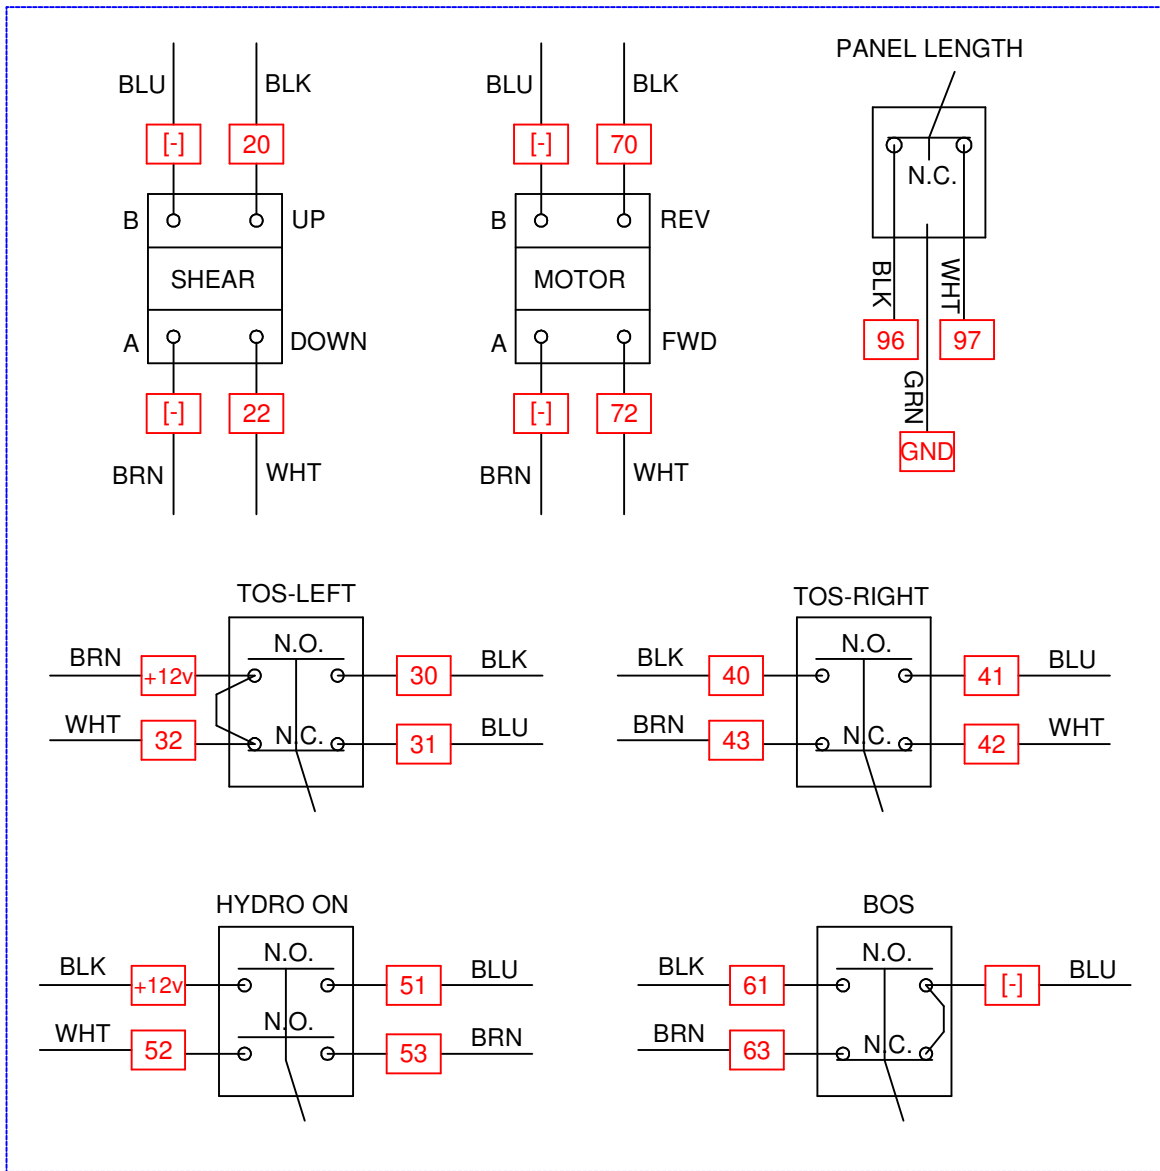 PANEL LENGTH
BLU BLK BLU BLK
[-] 20 [-] 70
N.C.
B UP B REV
SHEAR MOTOR
BLK WHT
A DOWN A FWD
96 97
GRN
[-] 22 [-] 72
GND
BRN WHT BRN WHT
TOS-LEFT TOS-RIGHT
N.O. N.O.
BRN +12v 30 BLK BLK 40 41 BLU
WHT 32 N.C. 31 BLU BRN 43 N.C. 42 WHT
HYDRO ON BOS
N.O. N.O.
BLK +12v 51 BLU BLK 61 [-] BLU
N.O.
WHT 52 53 BRN BRN 63 N.C.